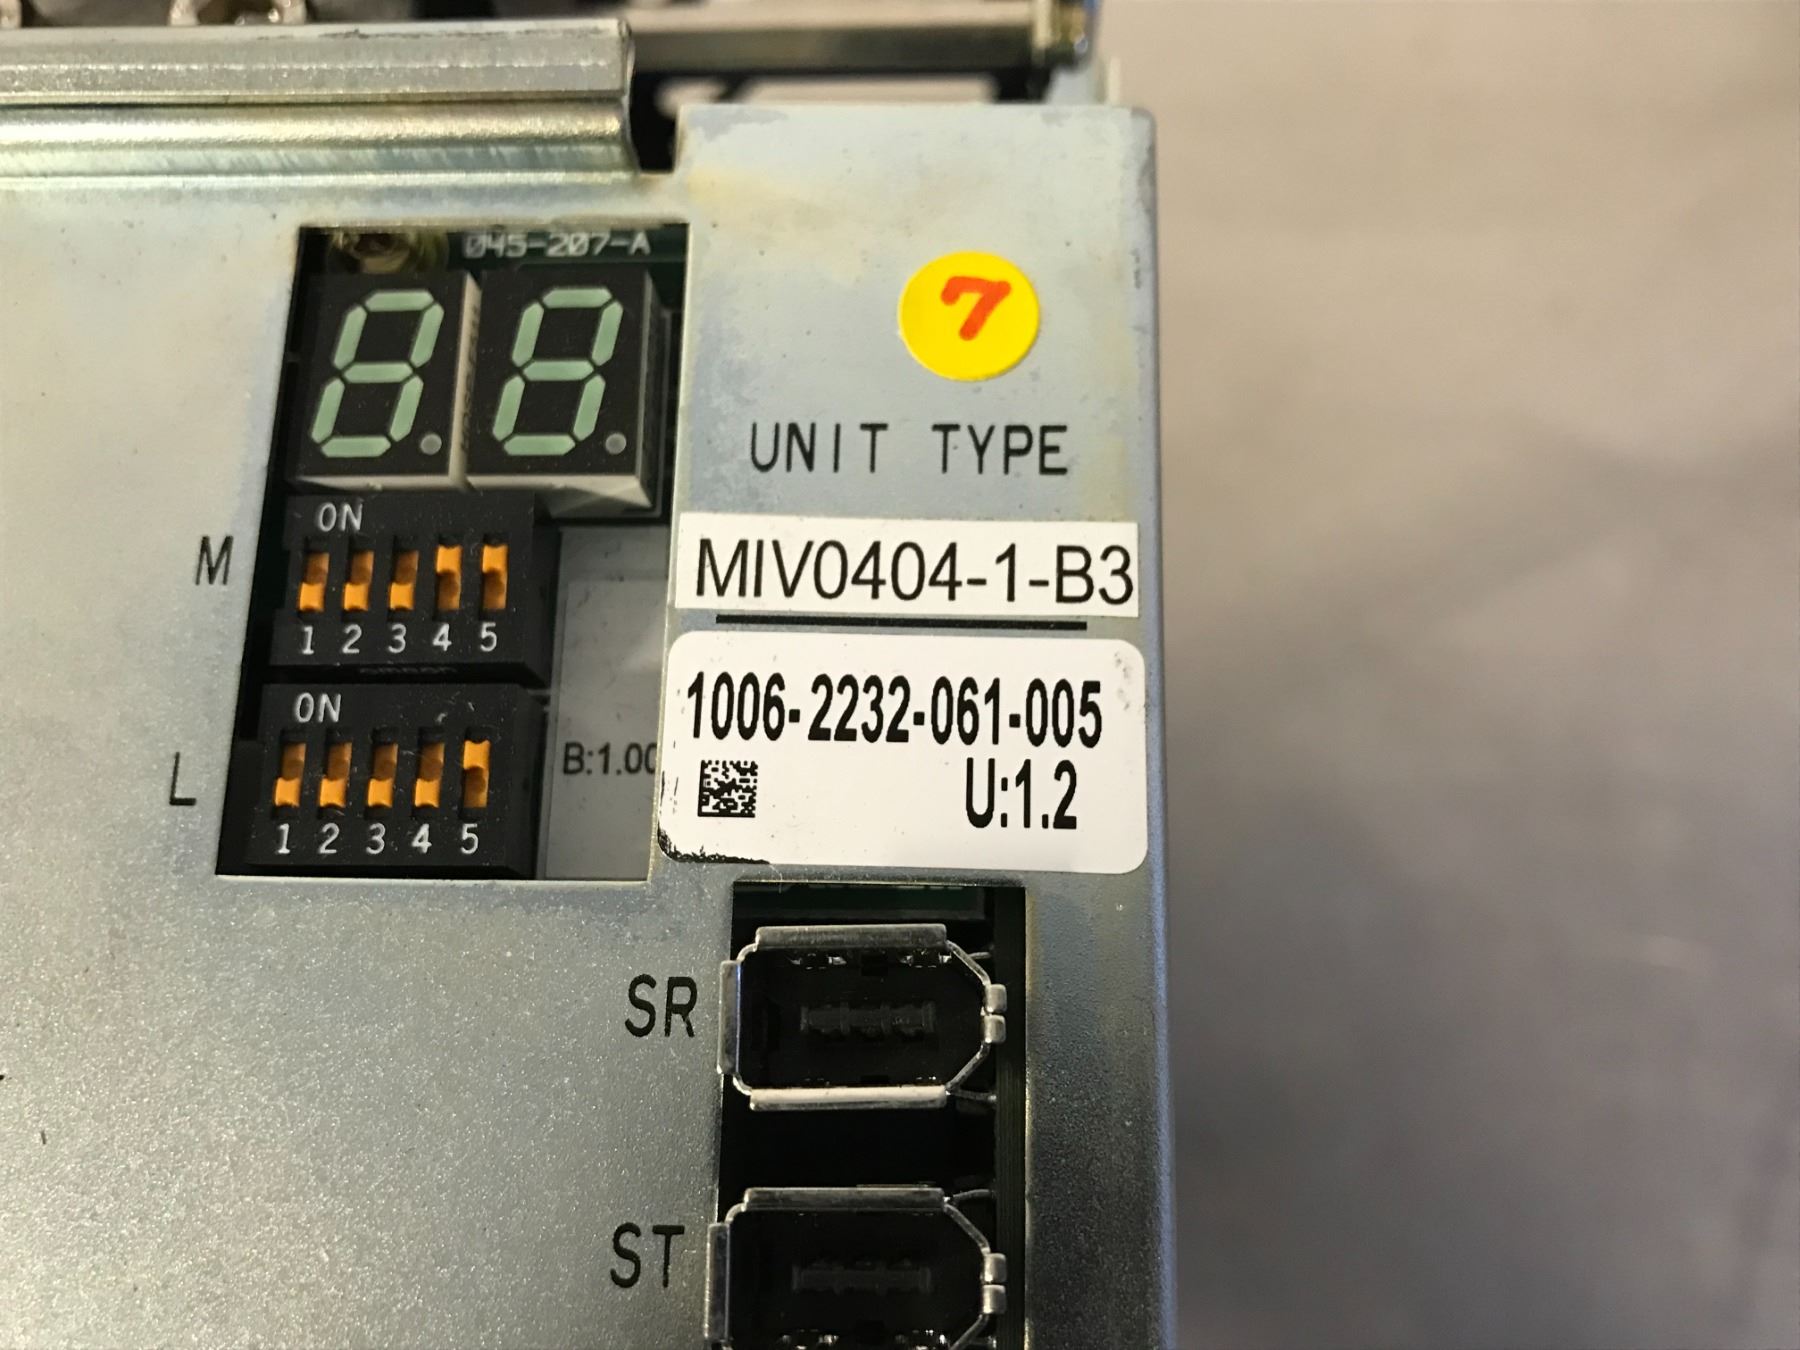 045-207-A
7
UNIT TYPE
ON
M
1 2 3 4 5
MIV0404-1-B3
ON
L
1 2 3 4 5
B:1.00
1006-2232-061-005
U:1.2
SR
ST